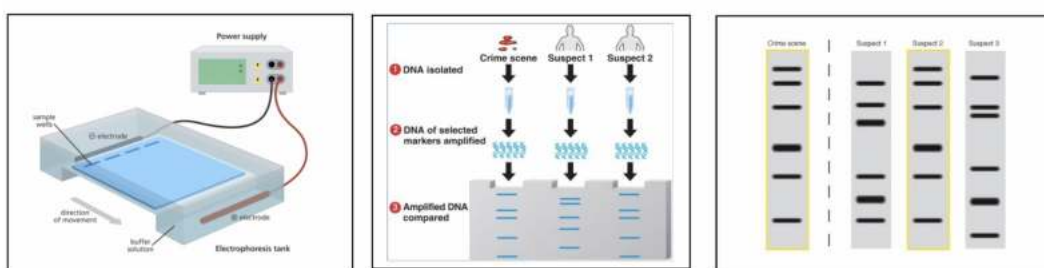 Power supply
sample
wells
⊖ electrode
direction
of movement
⊕ electrode
buffer
solution
Electrophoresis tank
Crime scene Suspect 1 Suspect 2
1 DNA isolated
2 DNA of selected
markers amplified
3 Amplified DNA
compared
Crime scene Suspect 1 Suspect 2 Suspect 3